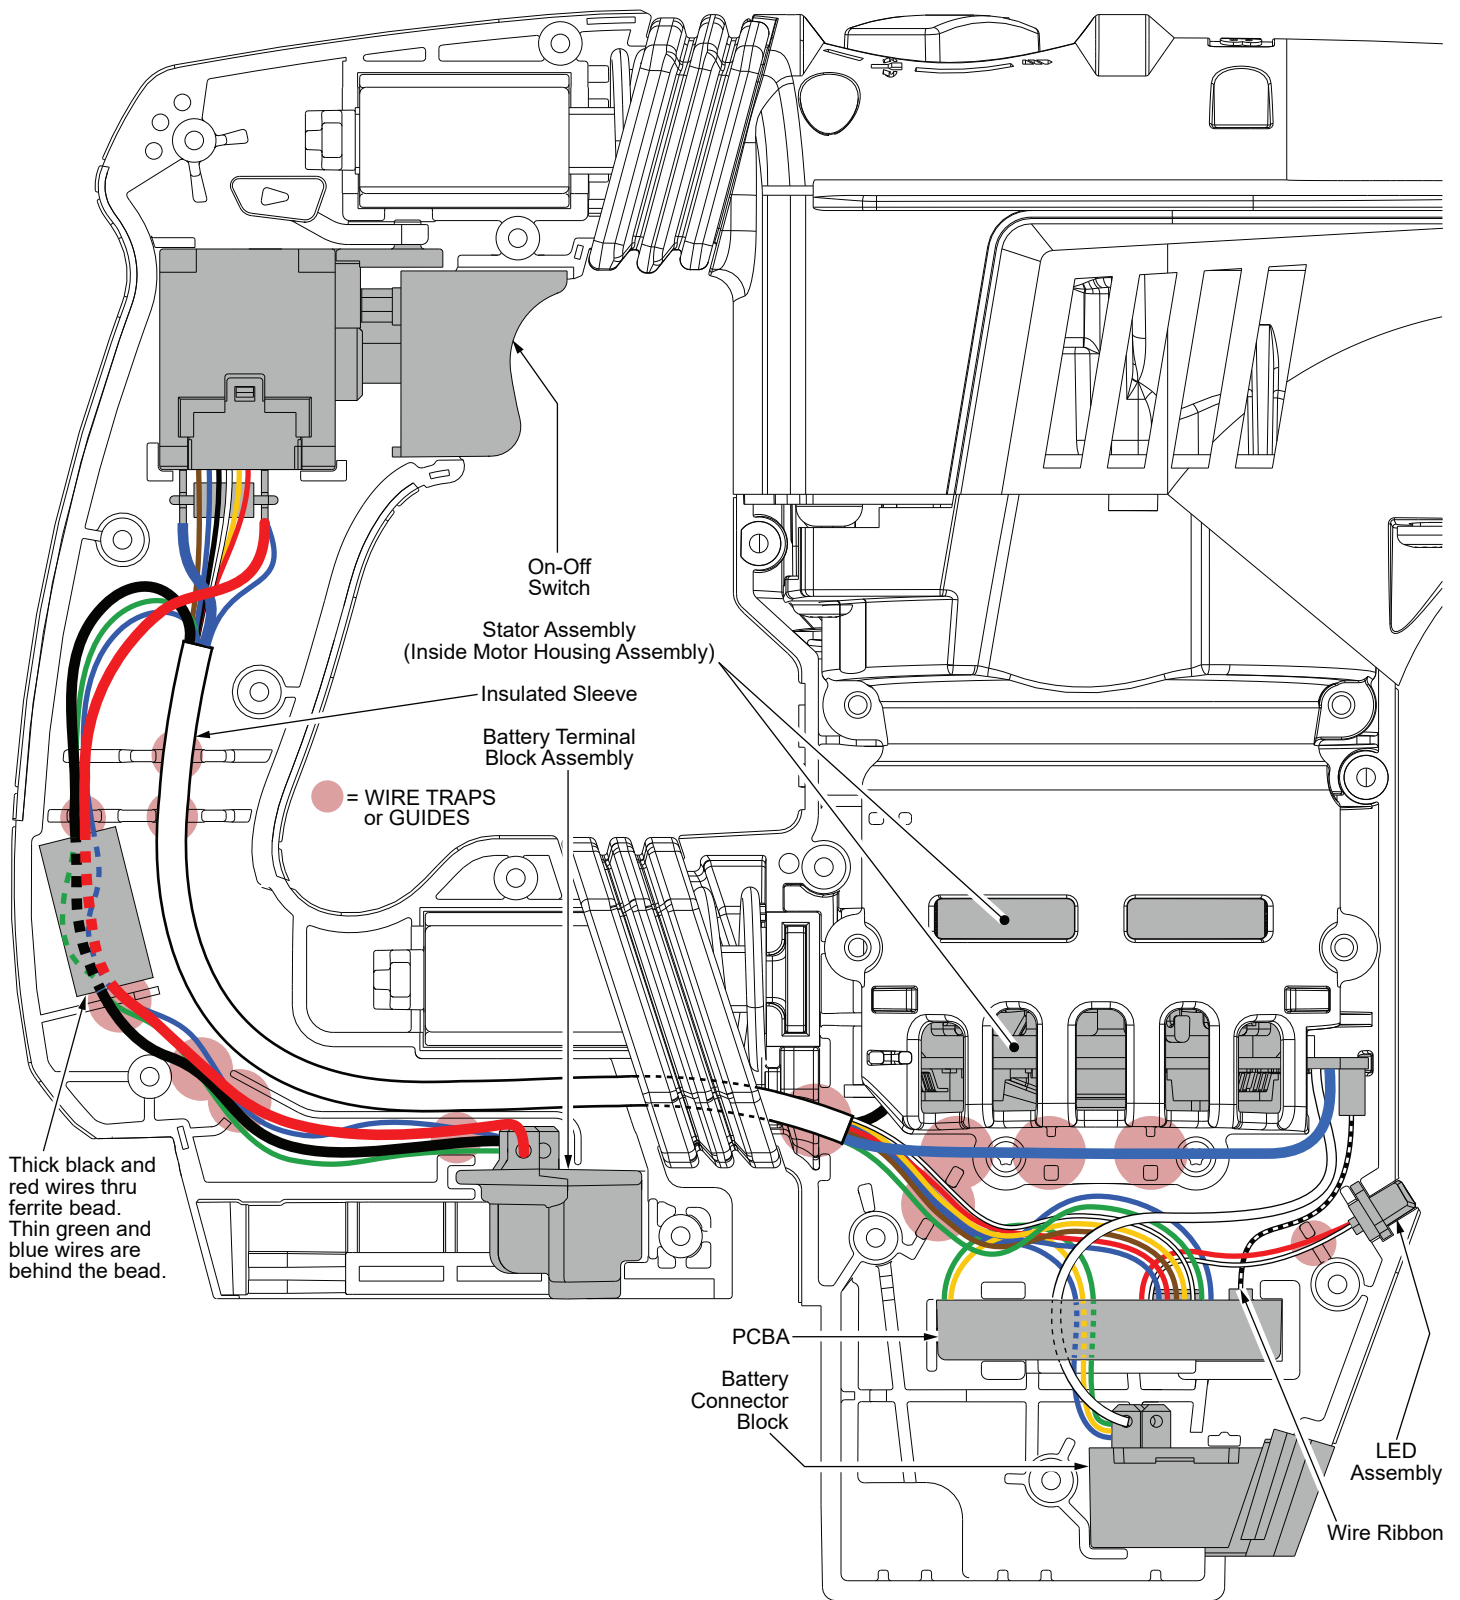 On-Off
Switch
Stator Assembly
(Inside Motor Housing Assembly)
Insulated Sleeve
Battery Terminal
Block Assembly
= WIRE TRAPS
or GUIDES
Thick black and
red wires thru
ferrite bead.
Thin green and
blue wires are
behind the bead.
PCBA
Battery
Connector
Block
LED
Assembly
Wire Ribbon